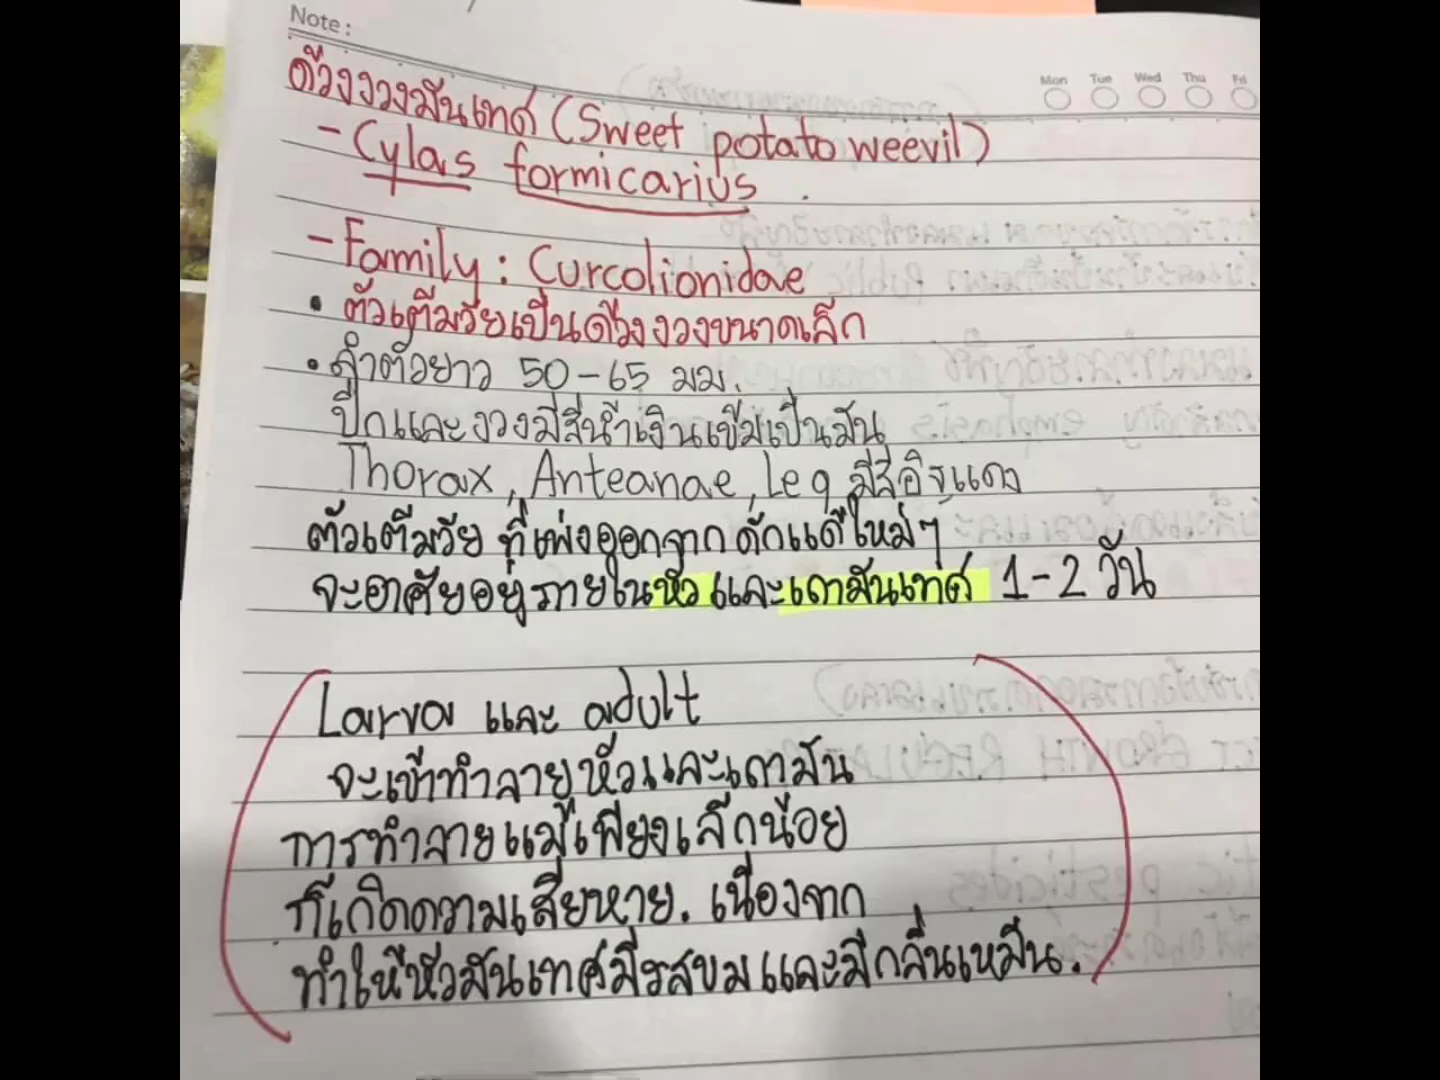 Note:
Mon Tue Wed Thu Fri
ด้วงงวงมันเทศ (Sweet potato weevil)
- Cylas formicarius
- Family : Curcolionidae
• ตัวเต็มวัยเป็นด้วงงวงขนาดเล็ก
• ลำตัวยาว 50-65 มม.
ปีกและงวงมีสีน้ำเงินเข้มเป็นมัน
Thorax, Anteanae, Leg มีสีอิฐแดง
ตัวเต็มวัย ที่เพ่งออกจาก ดักแด้ใหม่ๆ
จะอาศัยอยู่ภายในหัวและเถามันเทศ 1-2 วัน
Larva และ adult
จะเข้าทำลายหัวและเถามัน
การทำลายแม้เพียงเล็กน้อย
ก็เกิดความเสียหาย. เนื่องจาก
ทำให้หัวมันเทศมีรสขมและมีกลิ่นเหม็น.